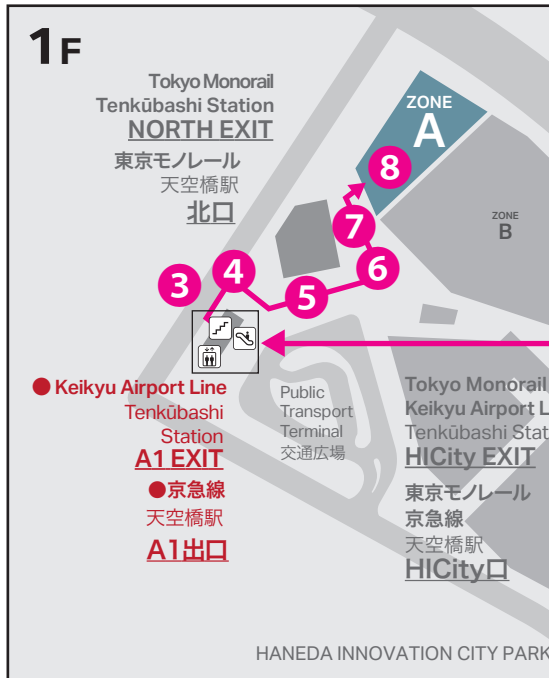 1F
Tokyo Monorail
Tenkūbashi Station
NORTH EXIT
東京モノレール
天空橋駅
北口
ZONE
A
ZONE
B
8
7
6
5
4
3
●Keikyu Airport Line
Tenkūbashi
Station
A1 EXIT
●京急線
天空橋駅
A1出口
Public
Transport
Terminal
交通広場
Tokyo Monorail
Keikyu Airport L
Tenkūbashi Stat
HICity EXIT
東京モノレール
京急線
天空橋駅
HICity口
HANEDA INNOVATION CITY PARK